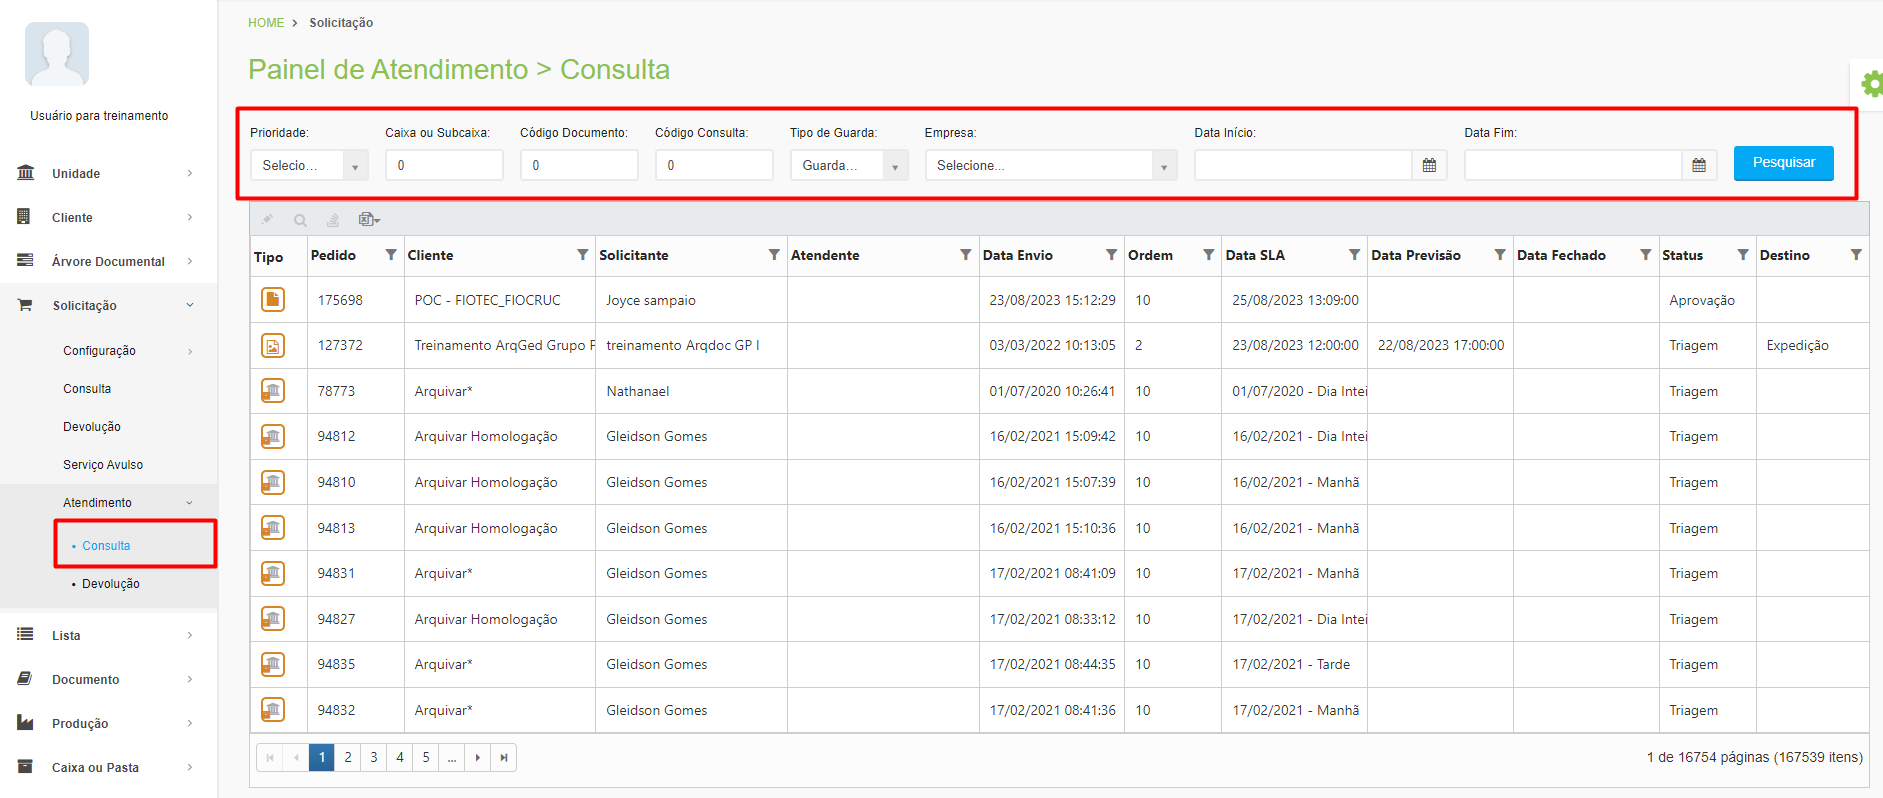 HOME > Solicitação
Painel de Atendimento > Consulta
Usuário para treinamento
Unidade
Cliente
Árvore Documental
Solicitação
Configuração
Consulta
Devolução
Serviço Avulso
Atendimento
• Consulta
• Devolução
Lista
Documento
Produção
Caixa ou Pasta
Prioridade: Caixa ou Subcaixa: Código Documento: Código Consulta: Tipo de Guarda: Empresa: Data Início: Data Fim:
Selecio... 0 0 0 Guarda... Selecione... Pesquisar
Tipo Pedido Cliente Solicitante Atendente Data Envio Ordem Data SLA Data Previsão Data Fechado Status Destino
175698 POC - FIOTEC_FIOCRUC Joyce sampaio 23/08/2023 15:12:29 10 25/08/2023 13:09:00 Aprovação
127372 Treinamento ArqGed Grupo F treinamento Arqdoc GP I 03/03/2022 10:13:05 2 23/08/2023 12:00:00 22/08/2023 17:00:00 Triagem Expedição
78773 Arquivar* Nathanael 01/07/2020 10:26:41 10 01/07/2020 - Dia Intei Triagem
94812 Arquivar Homologação Gleidson Gomes 16/02/2021 15:09:42 10 16/02/2021 - Dia Intei Triagem
94810 Arquivar Homologação Gleidson Gomes 16/02/2021 15:07:39 10 16/02/2021 - Manhã Triagem
94813 Arquivar Homologação Gleidson Gomes 16/02/2021 15:10:36 10 16/02/2021 - Manhã Triagem
94831 Arquivar* Gleidson Gomes 17/02/2021 08:41:09 10 17/02/2021 - Manhã Triagem
94827 Arquivar Homologação Gleidson Gomes 17/02/2021 08:33:12 10 17/02/2021 - Dia Intei Triagem
94835 Arquivar* Gleidson Gomes 17/02/2021 08:44:35 10 17/02/2021 - Tarde Triagem
94832 Arquivar* Gleidson Gomes 17/02/2021 08:41:36 10 17/02/2021 - Manhã Triagem
1 2 3 4 5 ... 1 de 16754 páginas (167539 itens)